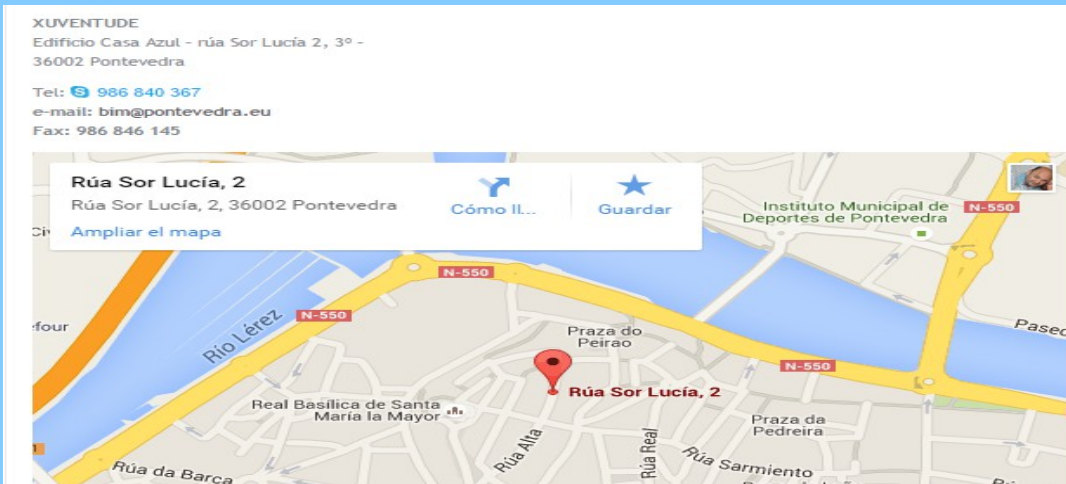 XUVENTUDE
Edificio Casa Azul - rúa Sor Lucía 2, 3º -
36002 Pontevedra
Tel: 986 840 367
e-mail: bim@pontevedra.eu
Fax: 986 846 145
Rúa Sor Lucía, 2
Rúa Sor Lucía, 2, 36002 Pontevedra
Ampliar el mapa
Cómo ll...
Guardar
Instituto Municipal de
Deportes de Pontevedra
N-550
N-550
N-550
four
Río Lérez
Praza do
Peirao
Paseo
N-550
Rúa Sor Lucía, 2
Real Basílica de Santa
María la Mayor
Praza da
Pedreira
Rúa Alta
Rúa Real
Rúa Sarmiento
Rúa da Barca